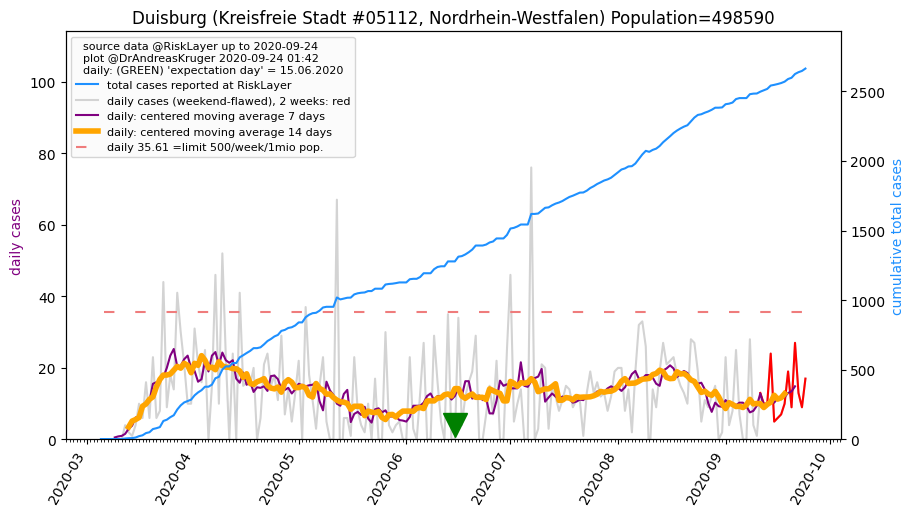 Duisburg (Kreisfreie Stadt #05112, Nordrhein-Westfalen) Population=498590
source data @RiskLayer up to 2020-09-24
plot @DrAndreasKruger 2020-09-24 01:42
daily: (GREEN) 'expectation day' = 15.06.2020
total cases reported at RiskLayer
daily cases (weekend-flawed), 2 weeks: red
daily: centered moving average 7 days
daily: centered moving average 14 days
daily 35.61 =limit 500/week/1mio pop.
daily cases
100
80
60
40
20
0
cumulative total cases
2500
2000
1500
1000
500
0
2020-03
2020-04
2020-05
2020-06
2020-07
2020-08
2020-09
2020-10